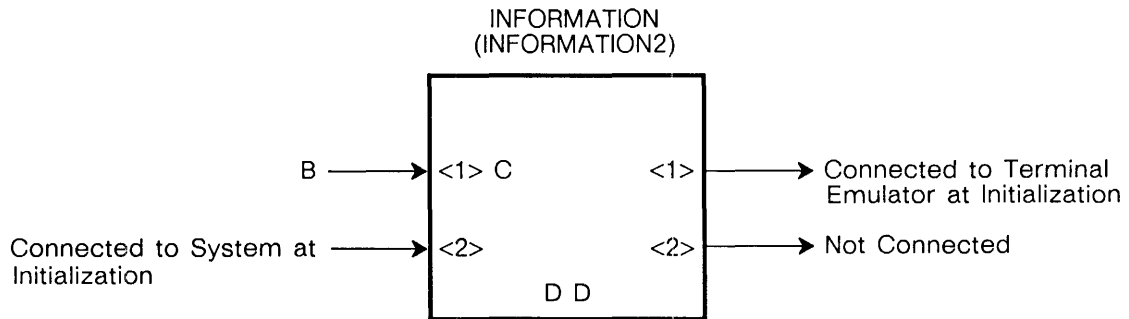 INFORMATION
(INFORMATION2)
B
<1> C
<1>
Connected to Terminal
Emulator at Initialization
Connected to System at
Initialization
<2>
<2>
Not Connected
D D